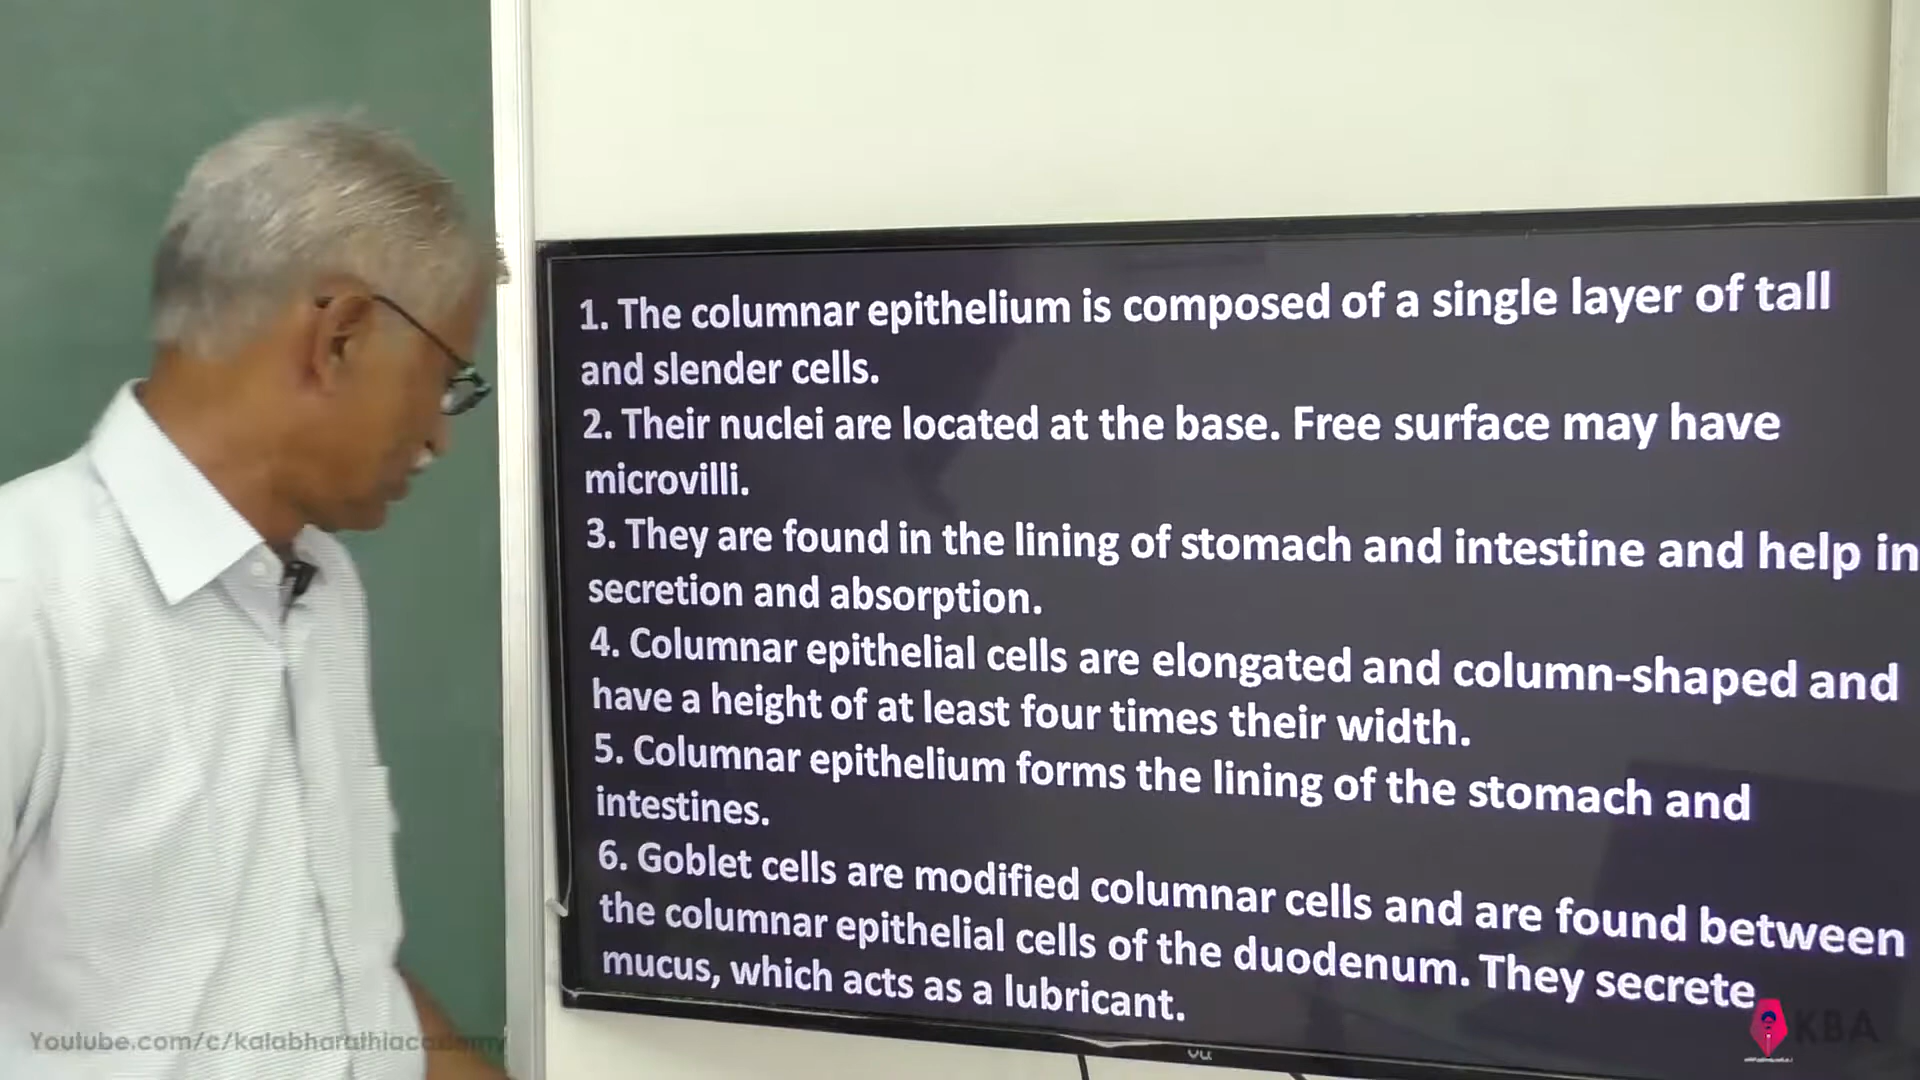 1. The columnar epithelium is composed of a single layer of tall
and slender cells.
2. Their nuclei are located at the base. Free surface may have
microvilli.
3. They are found in the lining of stomach and intestine and help in
secretion and absorption.
4. Columnar epithelial cells are elongated and column-shaped and
have a height of at least four times their width.
5. Columnar epithelium forms the lining of the stomach and
intestines.
6. Goblet cells are modified columnar cells and are found between
the columnar epithelial cells of the duodenum. They secrete
mucus, which acts as a lubricant.
Youtube.com/c/kalabharathiacademy
KBA
Vu